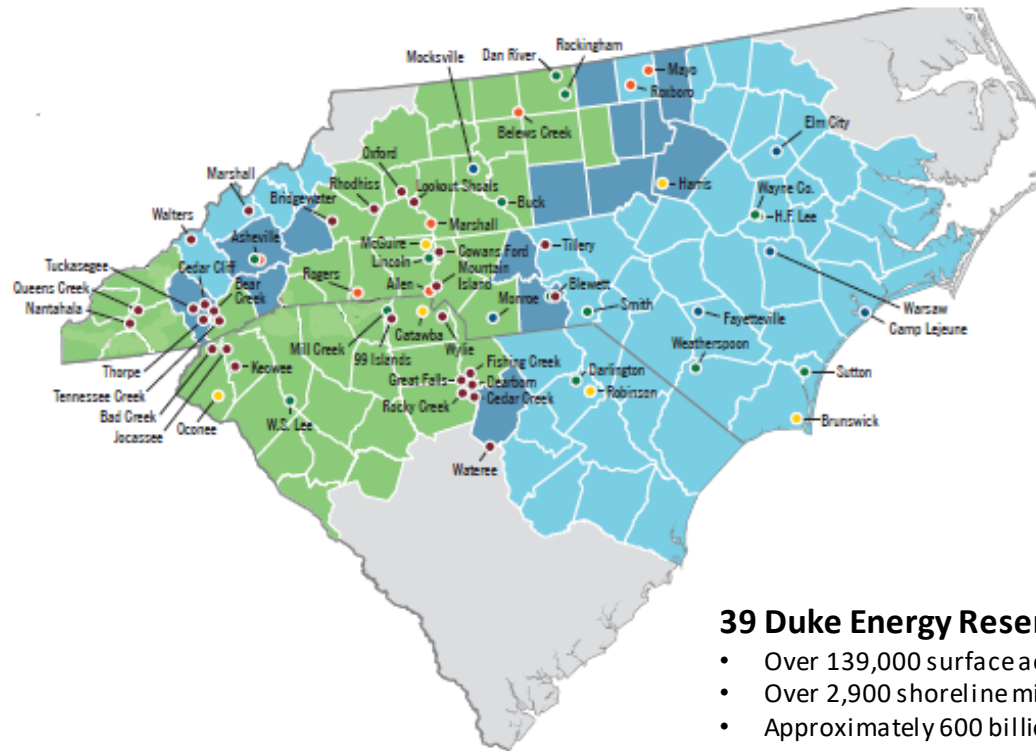 Dan River
Rockingham
Mocksville
Mayo
Roxboro
Belews Creek
Elm City
Oxford
Lookout Shoals
Rhodhiss
Marshall
Bridgewater
Harris
Wayne Co.
H.F. Lee
Buck
Walters
Marshall
Asheville
McGuire
Cowans Ford
Tillery
Lincoln
Tuckasegee
Cedar Cliff
Bear
Creek
Rogers
Allen
Mountain
Island
Queens Creek
Nantahala
Monroe
Blewett
Smith
Fayetteville
Warsaw
Camp Lejeune
Mill Creek
Catawba
99 Islands
Wylie
Weatherspoon
Thorpe
Keowee
Fishing Creek
Tennessee Creek
Great Falls
Dearborn
Darlington
Sutton
Bad Creek
Rocky Creek
Cedar Creek
Robinson
Jocassee
Oconee
W.S. Lee
Brunswick
Wateree
39 Duke Energy Reser
• Over 139,000 surface a
• Over 2,900 shoreline mi
• Approximately 600 billi